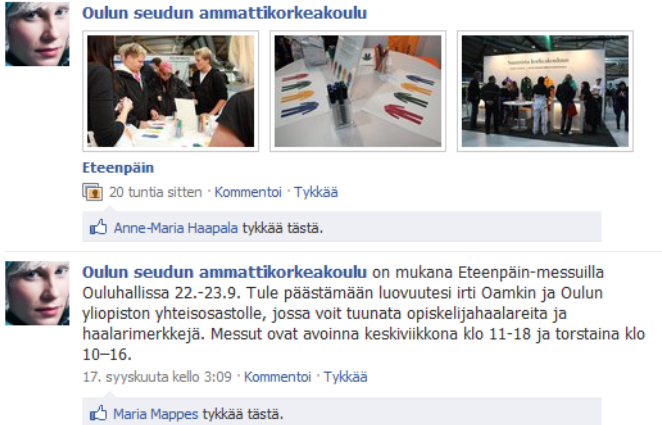 Oulun seudun ammattikorkeakoulu
Eteenpäin
20 tuntia sitten · Kommentoi · Tykkää
Anne-Maria Haapala tykkää tästä.
Oulun seudun ammattikorkeakoulu on mukana Eteenpäin-messuilla
Ouluhallissa 22.-23.9. Tule päästämään luovuutesi irti Oamkin ja Oulun
yliopiston yhteisosastolle, jossa voit tuunata opiskelijahaalareita ja
haalarimerkkejä. Messut ovat avoinna keskiviikkona klo 11-18 ja torstaina klo
10–16.
17. syyskuuta kello 3:09 · Kommentoi · Tykkää
Maria Mappes tykkää tästä.